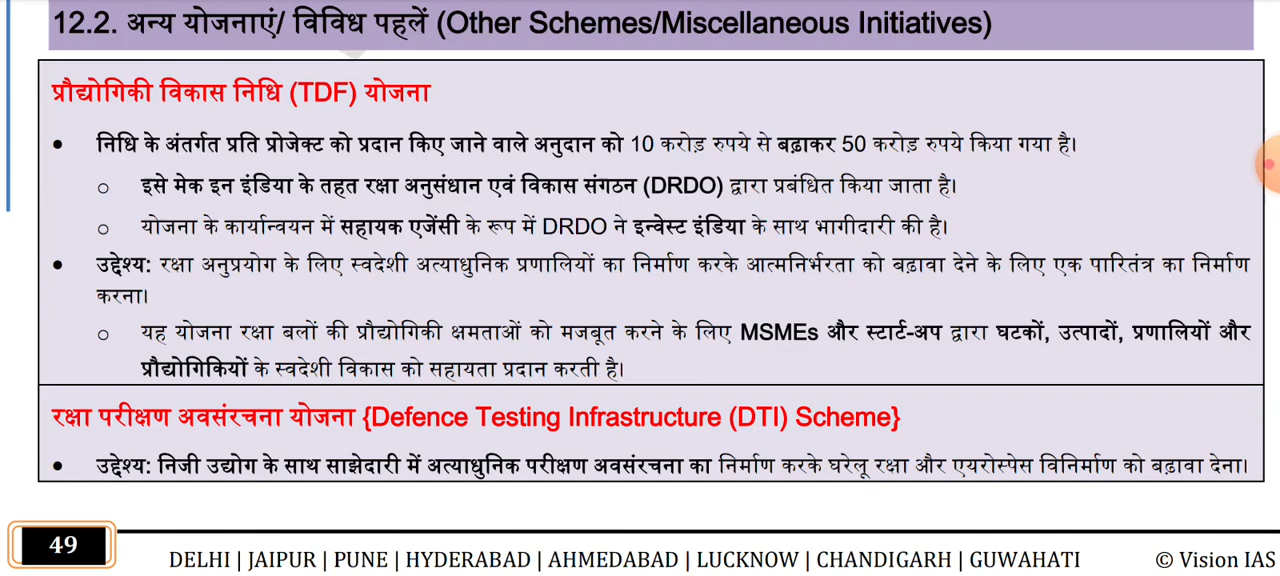 12.2. अन्य योजनाएं/ विविध पहलें (Other Schemes/Miscellaneous Initiatives)
प्रौद्योगिकी विकास निधि (TDF) योजना
• निधि के अंतर्गत प्रति प्रोजेक्ट को प्रदान किए जाने वाले अनुदान को 10 करोड़ रुपये से बढ़ाकर 50 करोड़ रुपये किया गया है।
○ इसे मेक इन इंडिया के तहत रक्षा अनुसंधान एवं विकास संगठन (DRDO) द्वारा प्रबंधित किया जाता है।
○ योजना के कार्यान्वयन में सहायक एजेंसी के रूप में DRDO ने इन्वेस्ट इंडिया के साथ भागीदारी की है।
• उद्देश्य: रक्षा अनुप्रयोग के लिए स्वदेशी अत्याधुनिक प्रणालियों का निर्माण करके आत्मनिर्भरता को बढ़ावा देने के लिए एक पारितंत्र का निर्माण
करना।
○ यह योजना रक्षा बलों की प्रौद्योगिकी क्षमताओं को मजबूत करने के लिए MSMEs और स्टार्ट-अप द्वारा घटकों, उत्पादों, प्रणालियों और
प्रौद्योगिकियों के स्वदेशी विकास को सहायता प्रदान करती है।
रक्षा परीक्षण अवसंरचना योजना {Defence Testing Infrastructure (DTI) Scheme}
• उद्देश्य: निजी उद्योग के साथ साझेदारी में अत्याधुनिक परीक्षण अवसंरचना का निर्माण करके घरेलू रक्षा और एयरोस्पेस विनिर्माण को बढ़ावा देना।
49
DELHI | JAIPUR | PUNE | HYDERABAD | AHMEDABAD | LUCKNOW | CHANDIGARH | GUWAHATI © Vision IAS